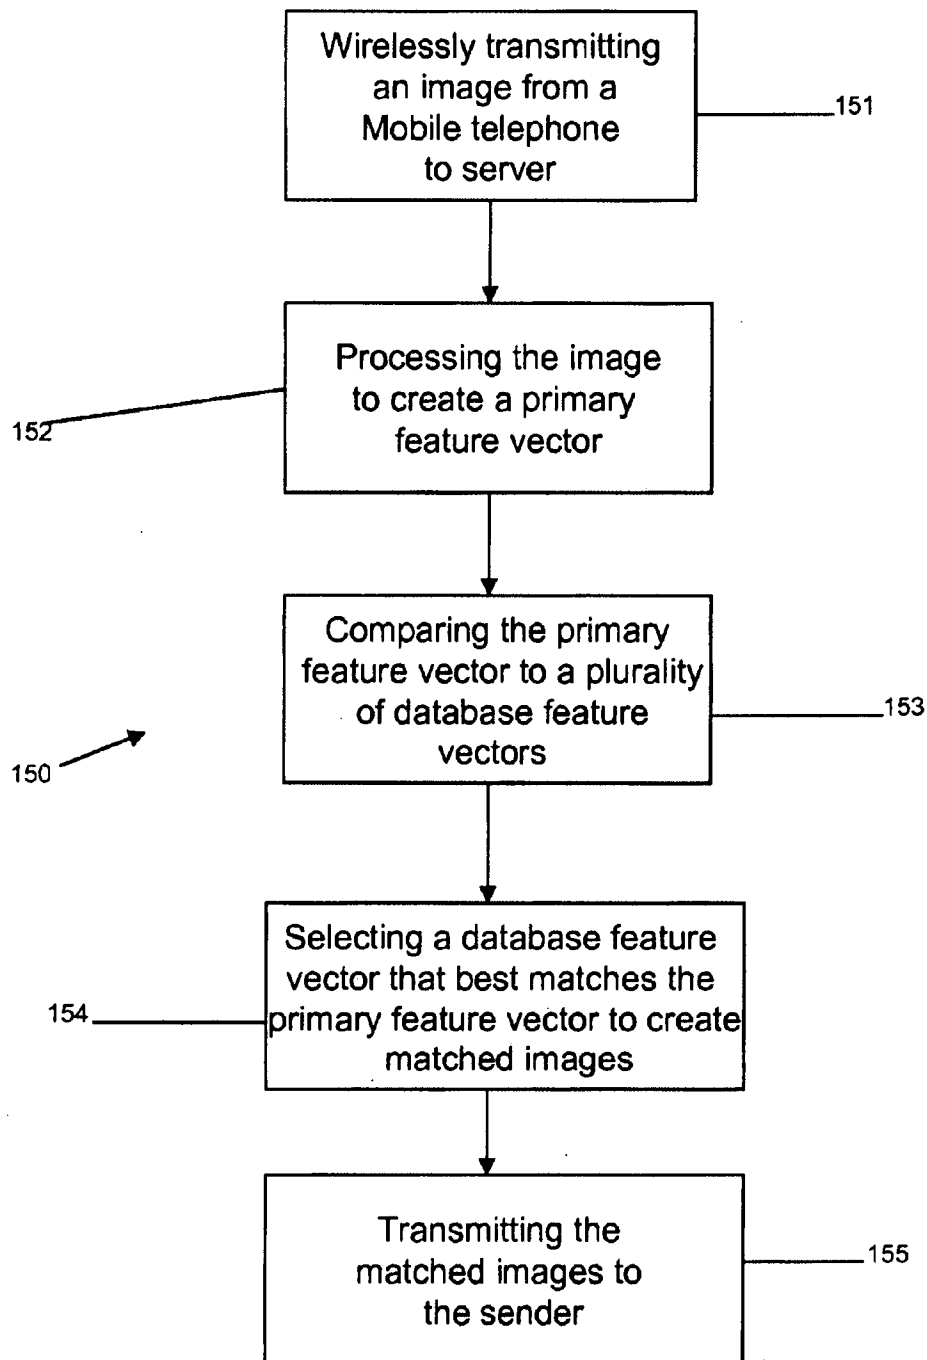 Wirelessly transmitting
an image from a
Mobile telephone
to server
151
Processing the image
to create a primary
feature vector
152
Comparing the primary
feature vector to a plurality
of database feature
vectors
153
150
Selecting a database feature
vector that best matches the
primary feature vector to create
matched images
154
Transmitting the
matched images to
the sender
155